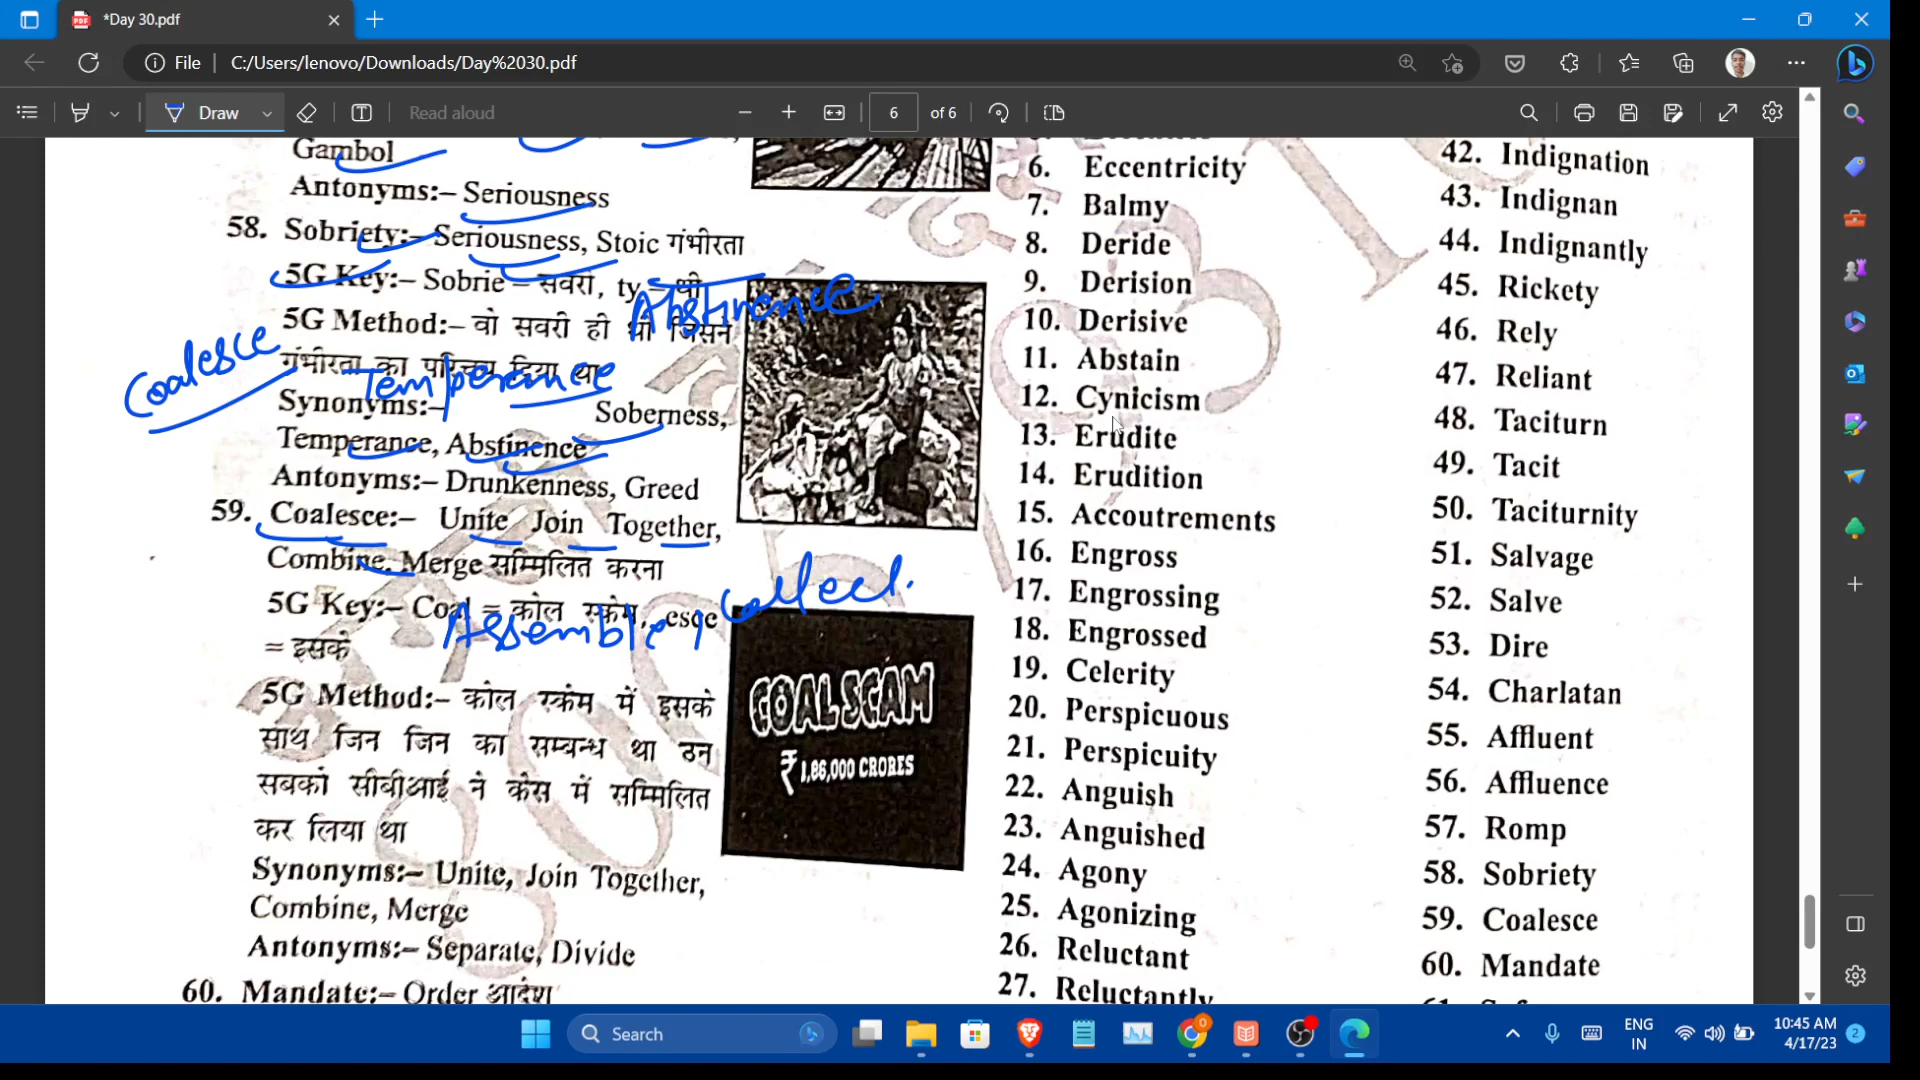 *Day 30.pdf
File
C:/Users/lenovo/Downloads/Day%2030.pdf
Draw
Read aloud
6 of 6
Gambol
Antonyms:– Seriousness
58. Sobriety:– Seriousness, Stoic गंभीरता
5G Key:– Sobrie – सवरी, ty – थी
Abstinence
5G Method:– वो सवरी ही थी जिसने
गंभीरता का परिचय दिया था
Coalesce
Temperance
Synonyms:– Soberness,
Temperance, Abstinence
Antonyms:– Drunkenness, Greed
59. Coalesce:– Unite Join Together,
Combine, Merge सम्मिलित करना
Assemble, Collect.
5G Key:– Coal = कोल स्कैम, esce
= इसके
5G Method:– कोल स्कैम में इसके
साथ जिन जिन का सम्बन्ध था उन
सबको सीबीआई ने केस में सम्मिलित
कर लिया था
Synonyms:– Unite, Join Together,
Combine, Merge
Antonyms:– Separate, Divide
60. Mandate:– Order आदेश
COAL SCAM
₹ 1,86,000 CRORES
6. Eccentricity
7. Balmy
8. Deride
9. Derision
10. Derisive
11. Abstain
12. Cynicism
13. Erudite
14. Erudition
15. Accoutrements
16. Engross
17. Engrossing
18. Engrossed
19. Celerity
20. Perspicuous
21. Perspicuity
22. Anguish
23. Anguished
24. Agony
25. Agonizing
26. Reluctant
27. Reluctantly
42. Indignation
43. Indignan
44. Indignantly
45. Rickety
46. Rely
47. Reliant
48. Taciturn
49. Tacit
50. Taciturnity
51. Salvage
52. Salve
53. Dire
54. Charlatan
55. Affluent
56. Affluence
57. Romp
58. Sobriety
59. Coalesce
60. Mandate
Search
ENG
IN
10:45 AM
4/17/23
2